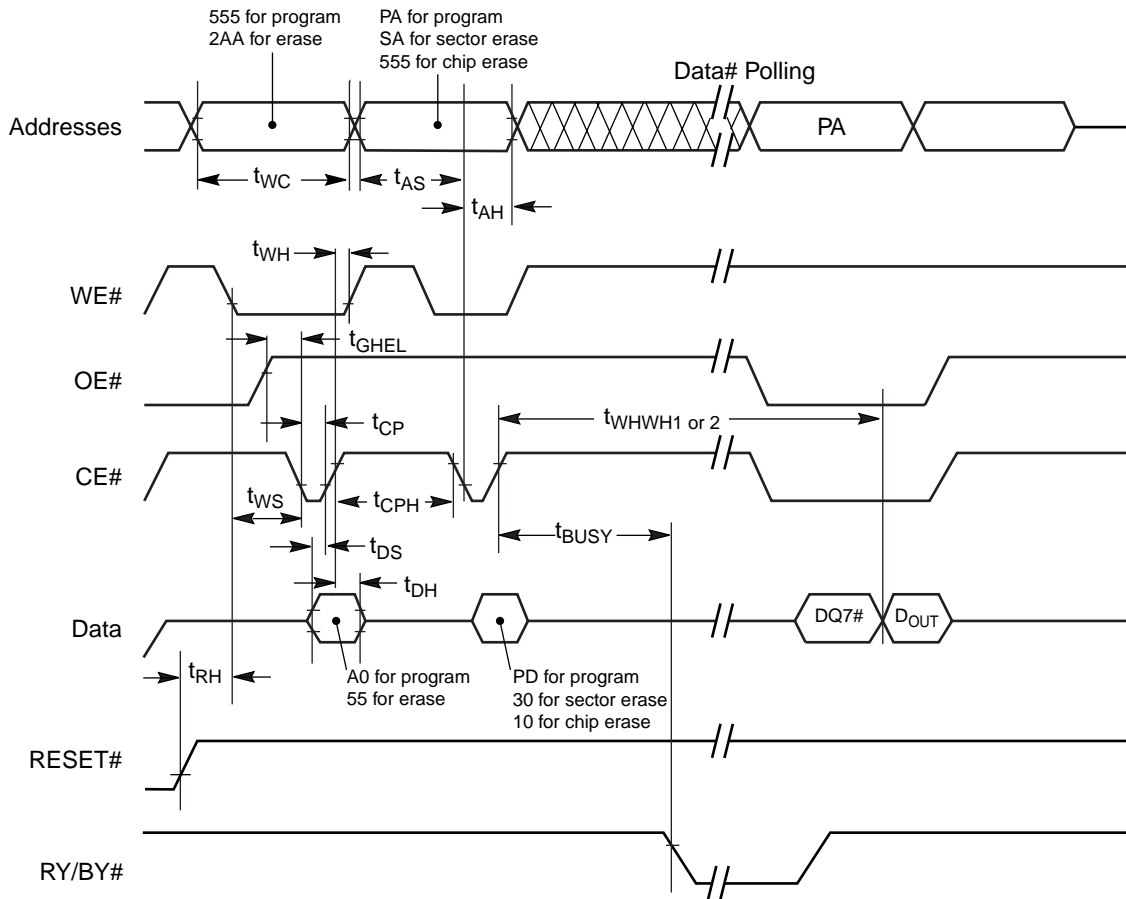 555 for program
2AA for erase
PA for program
SA for sector erase
555 for chip erase
Data# Polling
Addresses
PA
tWC
tAS
tAH
tWH
WE#
tGHEL
OE#
tWHWH1 or 2
tCP
CE#
tWS
tCPH
tBUSY
tDS
tDH
Data
DQ7#
DOUT
tRH
A0 for program
55 for erase
PD for program
30 for sector erase
10 for chip erase
RESET#
RY/BY#